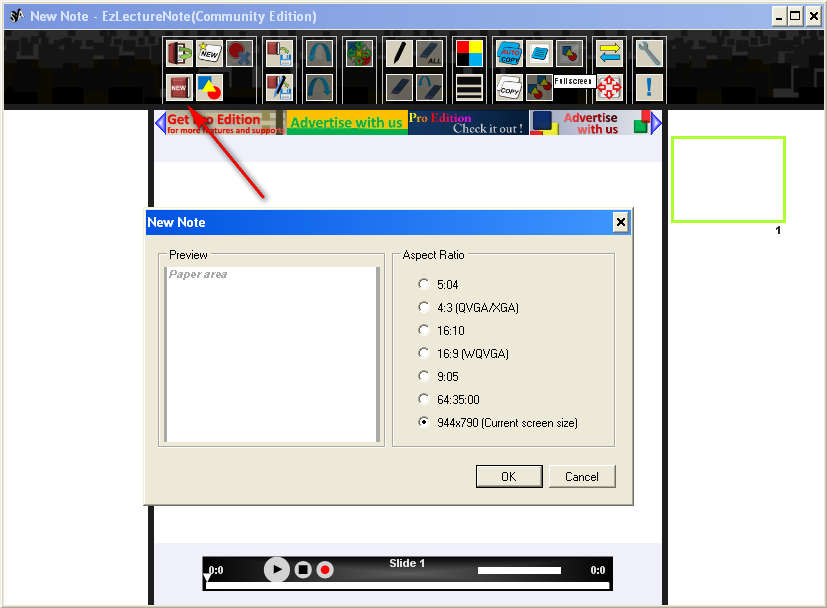 New Note - EzLectureNote(Community Edition)
NEW
ALL
AUTO COPY
NEW
COPY
Fullscreen
Get Pro Edition
for more features and suppo
Advertise with us
Pro Edition
Check it out !
Advertise
with us
1
New Note
Preview
Paper area
Aspect Ratio
5:04
4:3 (QVGA/XGA)
16:10
16:9 (WQVGA)
9:05
64:35:00
944x790 (Current screen size)
OK
Cancel
0:0
Slide 1
0:0